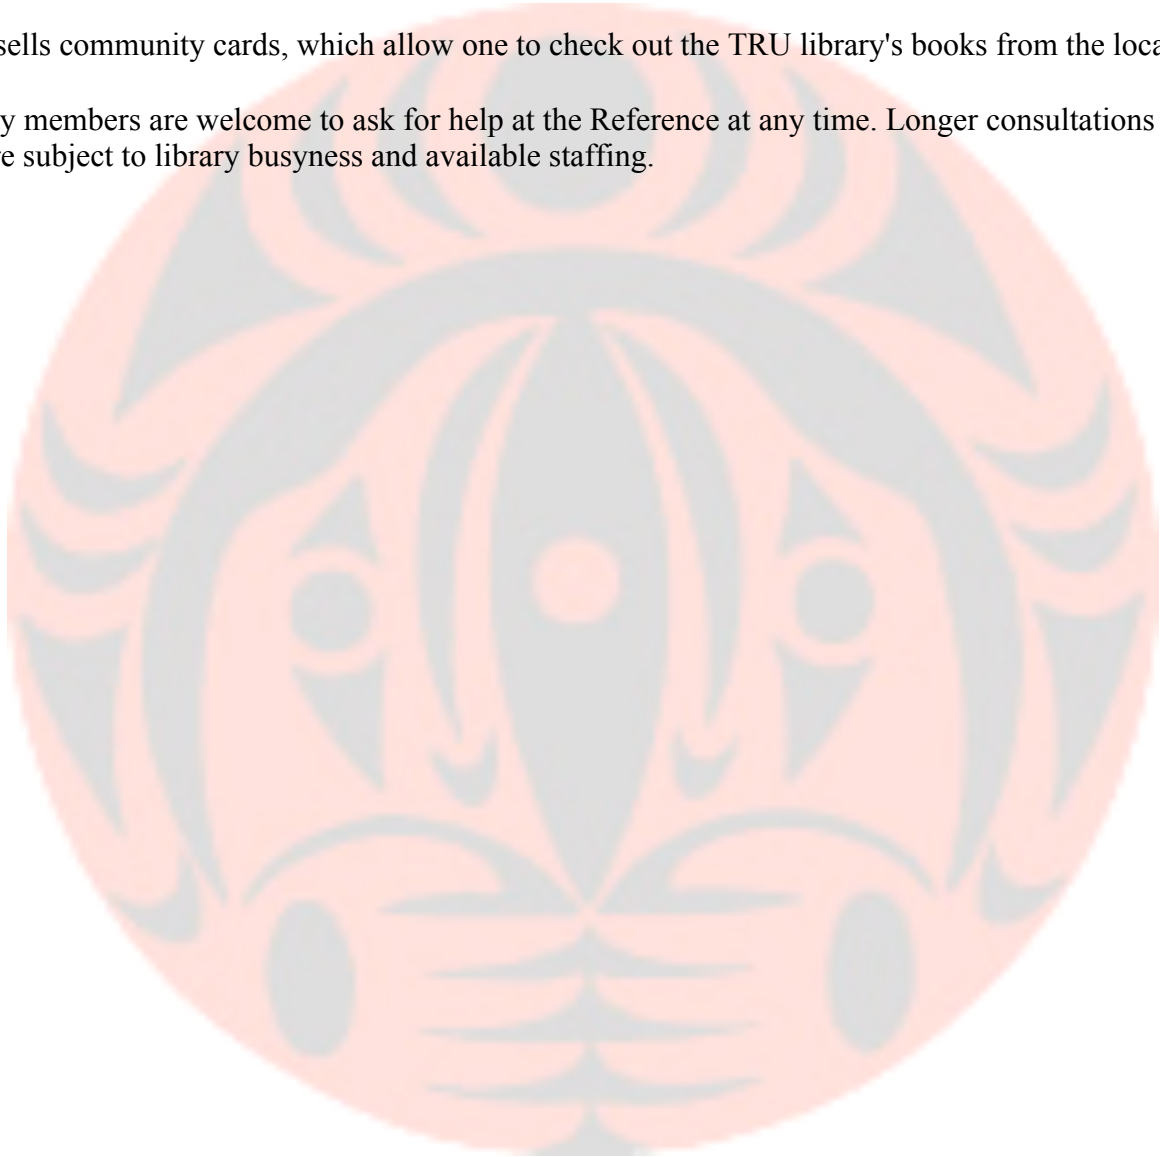 sells community cards, which allow one to check out the TRU library's books from the loca
y members are welcome to ask for help at the Reference at any time. Longer consultations
e subject to library busyness and available staffing.